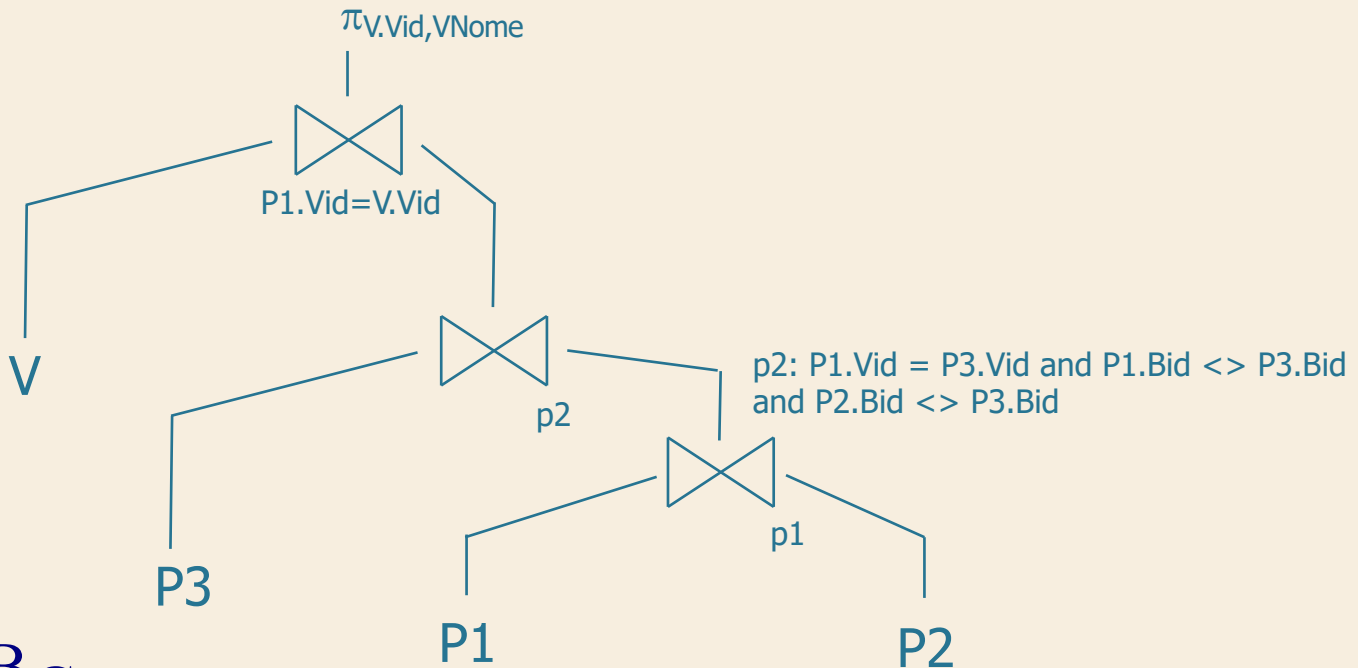 πV.Vid,VNome
P1.Vid=V.Vid
V
p2: P1.Vid = P3.Vid and P1.Bid <> P3.Bid
and P2.Bid <> P3.Bid
p2
p1
P3
P1
P2